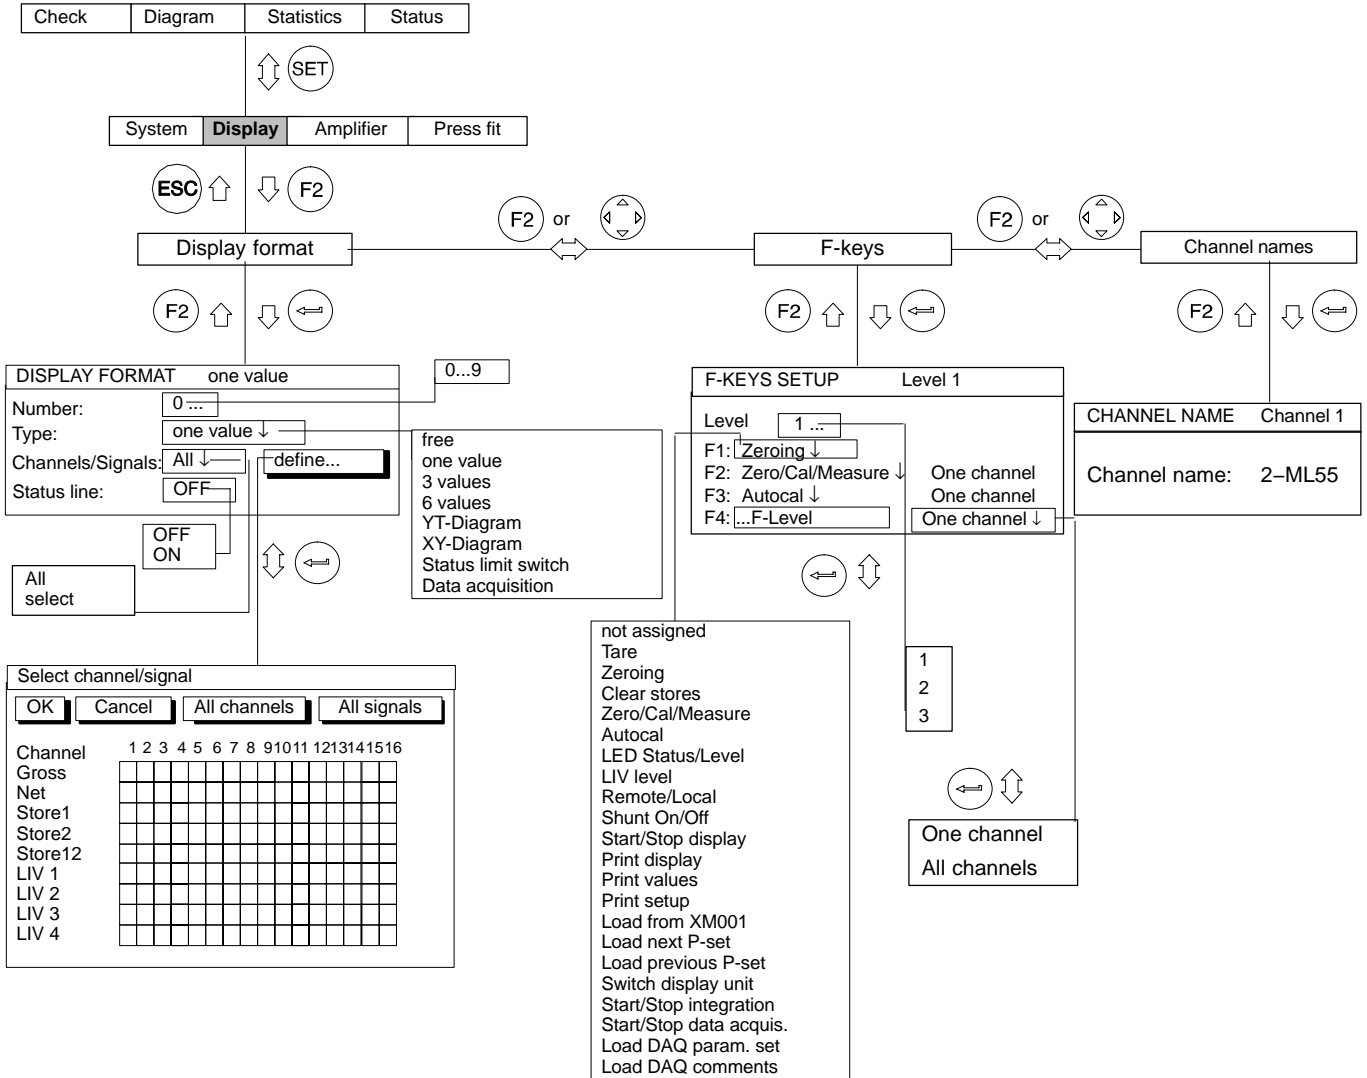 Check Diagram Statistics Status
SET
System Display Amplifier Press fit
ESC F2
F2 or
F2 or
Display format
F-keys
Channel names
F2
F2
F2
DISPLAY FORMAT one value
Number: 0 ...
Type: one value ↓
Channels/Signals: All ↓ define...
Status line: OFF
0...9
OFF
ON
All
select
free
one value
3 values
6 values
YT-Diagram
XY-Diagram
Status limit switch
Data acquisition
F-KEYS SETUP Level 1
Level 1 ...
F1: Zeroing ↓
F2: Zero/Cal/Measure ↓ One channel
F3: Autocal ↓ One channel
F4: ...F-Level One channel ↓
CHANNEL NAME Channel 1
Channel name: 2–ML55
Select channel/signal
OK Cancel All channels All signals
Channel 1 2 3 4 5 6 7 8 9 10 11 12 13 14 15 16
Gross
Net
Store1
Store2
Store12
LIV 1
LIV 2
LIV 3
LIV 4
not assigned
Tare
Zeroing
Clear stores
Zero/Cal/Measure
Autocal
LED Status/Level
LIV level
Remote/Local
Shunt On/Off
Start/Stop display
Print display
Print values
Print setup
Load from XM001
Load next P-set
Load previous P-set
Switch display unit
Start/Stop integration
Start/Stop data acquis.
Load DAQ param. set
Load DAQ comments
1
2
3
One channel
All channels